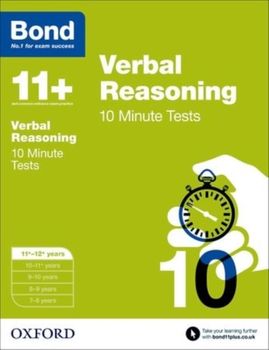 Bond
No.1 for exam success
11+
Verbal
Reasoning
10 Minute
Tests
11+-12+ years
10-11+ years
9-10 years
8-9 years
7-8 years
Verbal
Reasoning
10 Minute Tests
10
OXFORD
Take your learning further
with bond11plus.co.uk